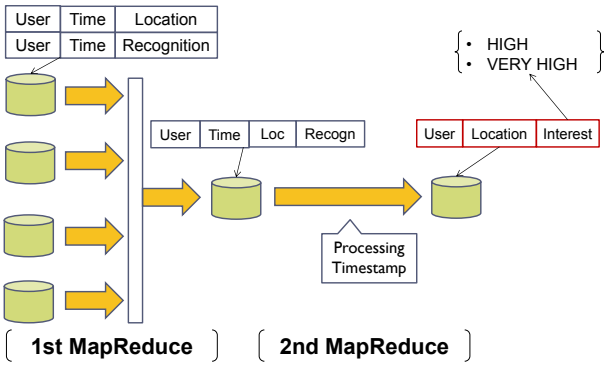 User Time Location
User Time Recognition
• HIGH
• VERY HIGH
User Time Loc Recogn
User Location Interest
Processing
Timestamp
1st MapReduce
2nd MapReduce